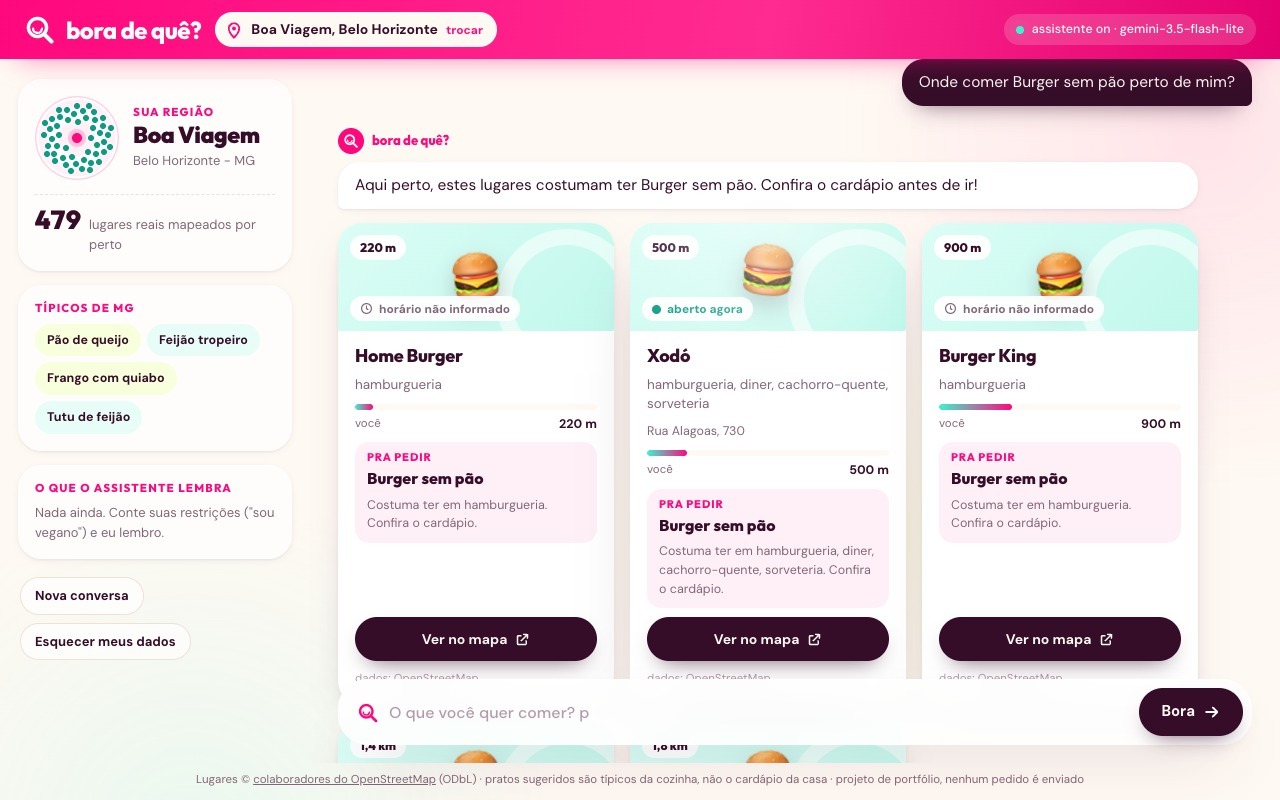 bora de quê?
Boa Viagem, Belo Horizonte trocar
assistente on · gemini-3.5-flash-lite
Onde comer Burger sem pão perto de mim?
SUA REGIÃO
Boa Viagem
Belo Horizonte - MG
479 lugares reais mapeados por
perto
TÍPICOS DE MG
Pão de queijo
Feijão tropeiro
Frango com quiabo
Tutu de feijão
O QUE O ASSISTENTE LEMBRA
Nada ainda. Conte suas restrições ("sou
vegano") e eu lembro.
Nova conversa
Esquecer meus dados
bora de quê?
Aqui perto, estes lugares costumam ter Burger sem pão. Confira o cardápio antes de ir!
220 m
horário não informado
Home Burger
hamburgueria
você 220 m
PRA PEDIR
Burger sem pão
Costuma ter em hamburgueria.
Confira o cardápio.
Ver no mapa
dados: OpenStreetMap
500 m
aberto agora
Xodó
hamburgueria, diner, cachorro-quente,
sorveteria
Rua Alagoas, 730
você 500 m
PRA PEDIR
Burger sem pão
Costuma ter em hamburgueria, diner,
cachorro-quente, sorveteria. Confira
o cardápio.
Ver no mapa
dados: OpenStreetMap
900 m
horário não informado
Burger King
hamburgueria
você 900 m
PRA PEDIR
Burger sem pão
Costuma ter em hamburgueria.
Confira o cardápio.
Ver no mapa
dados: OpenStreetMap
O que você quer comer? p
Bora
1,4 km
1,8 km
Lugares © colaboradores do OpenStreetMap (ODbL) · pratos sugeridos são típicos da cozinha, não o cardápio da casa · projeto de portfólio, nenhum pedido é enviado